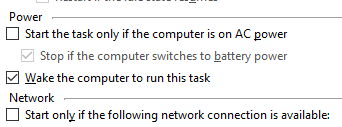 Power
Start the task only if the computer is on AC power
Stop if the computer switches to battery power
Wake the computer to run this task
Network
Start only if the following network connection is available: